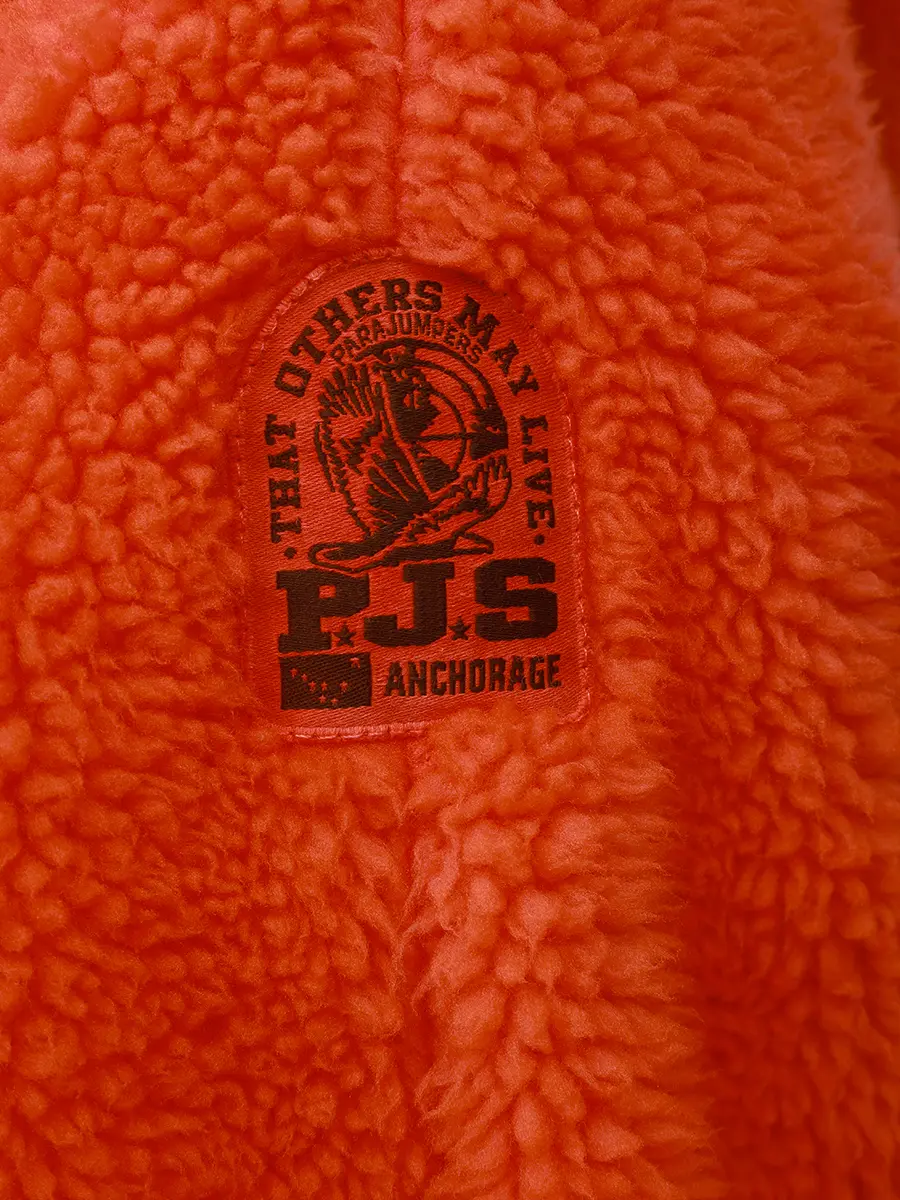 ·THAT OTHERS MAY LIVE·
PARAJUMPERS
P.J.S
ANCHORAGE